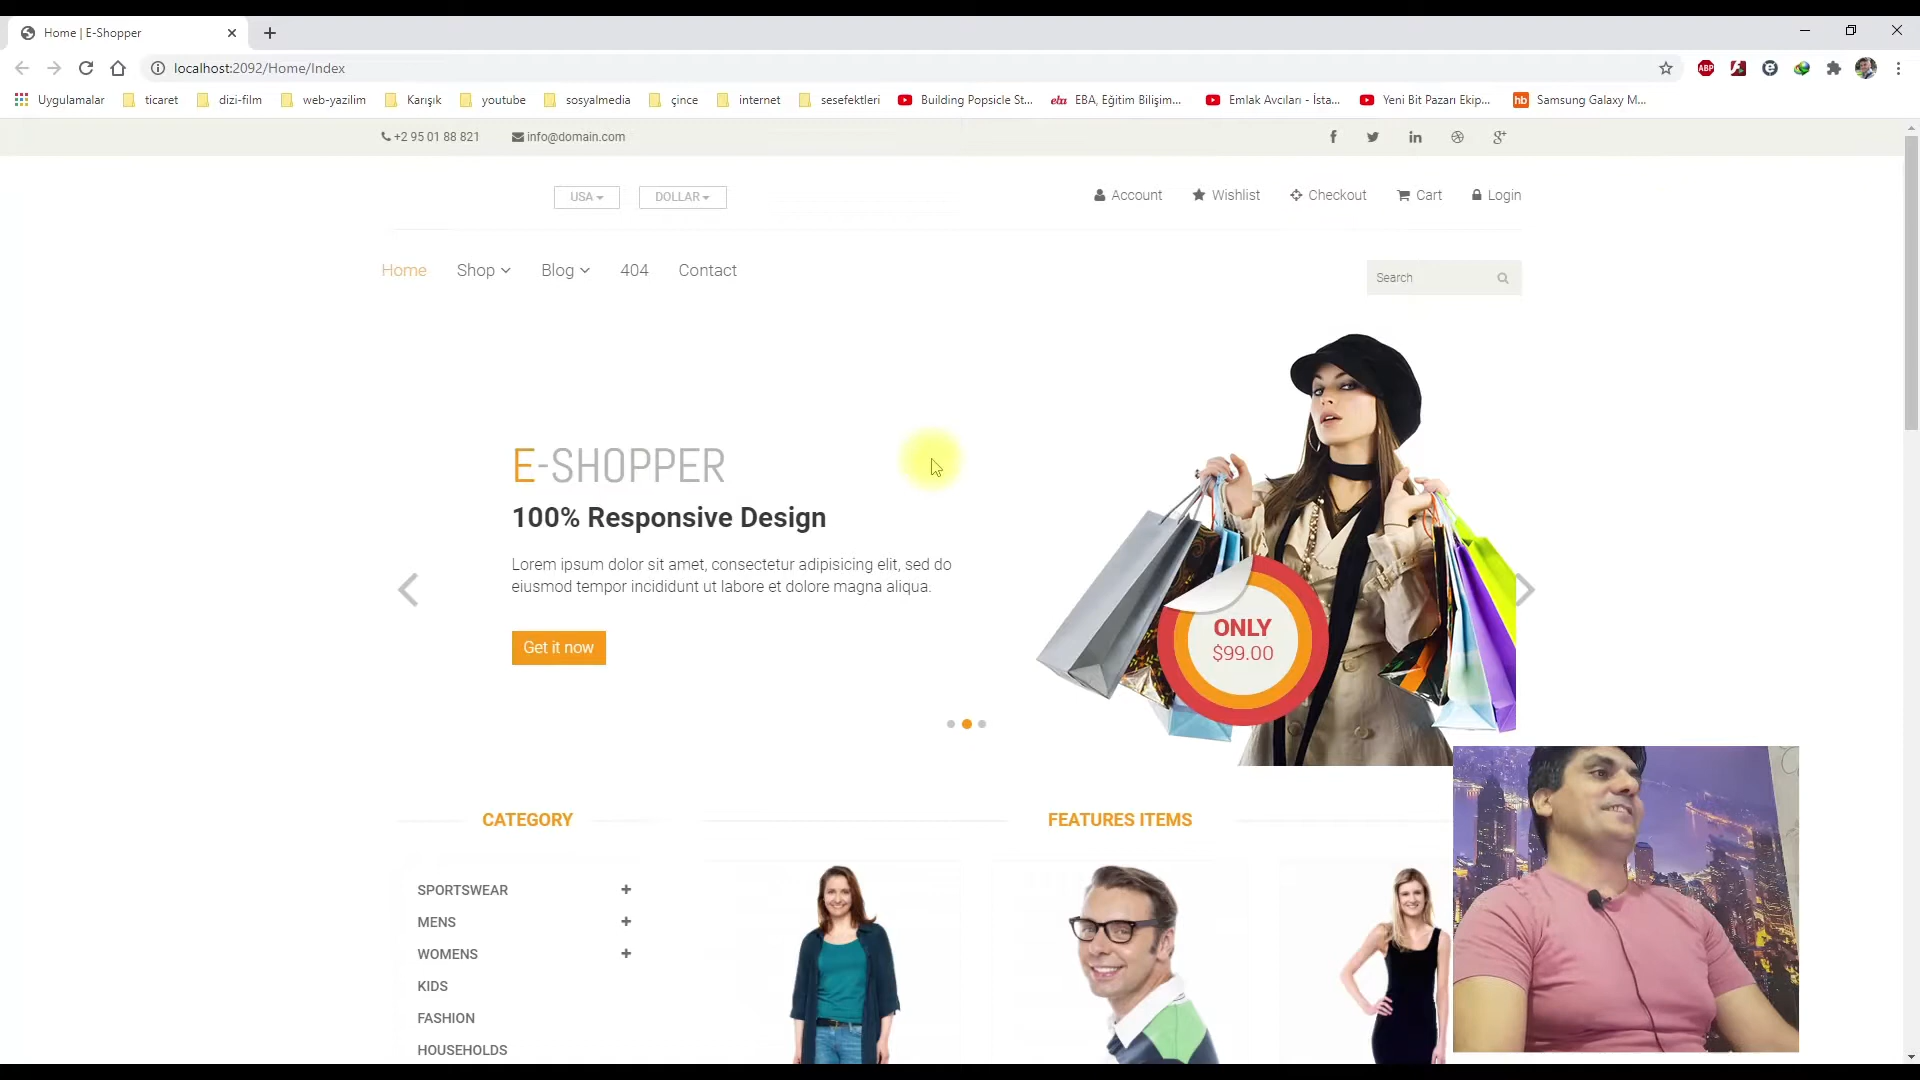 Home | E-Shopper
localhost:2092/Home/Index
Uygulamalar ticaret dizi-film web-yazilim Karışık youtube sosyalmedia çince internet sesefektleri Building Popsicle St... EBA, Eğitim Bilişim... Emlak Avcıları - İsta... Yeni Bit Pazarı Ekip... hb Samsung Galaxy M...
+2 95 01 88 821 info@domain.com
USA DOLLAR Account Wishlist Checkout Cart Login
Home Shop Blog 404 Contact Search
E-SHOPPER
100% Responsive Design
Lorem ipsum dolor sit amet, consectetur adipisicing elit, sed do
eiusmod tempor incididunt ut labore et dolore magna aliqua.
Get it now
ONLY
$99.00
CATEGORY FEATURES ITEMS
SPORTSWEAR
MENS
WOMENS
KIDS
FASHION
HOUSEHOLDS
ABP